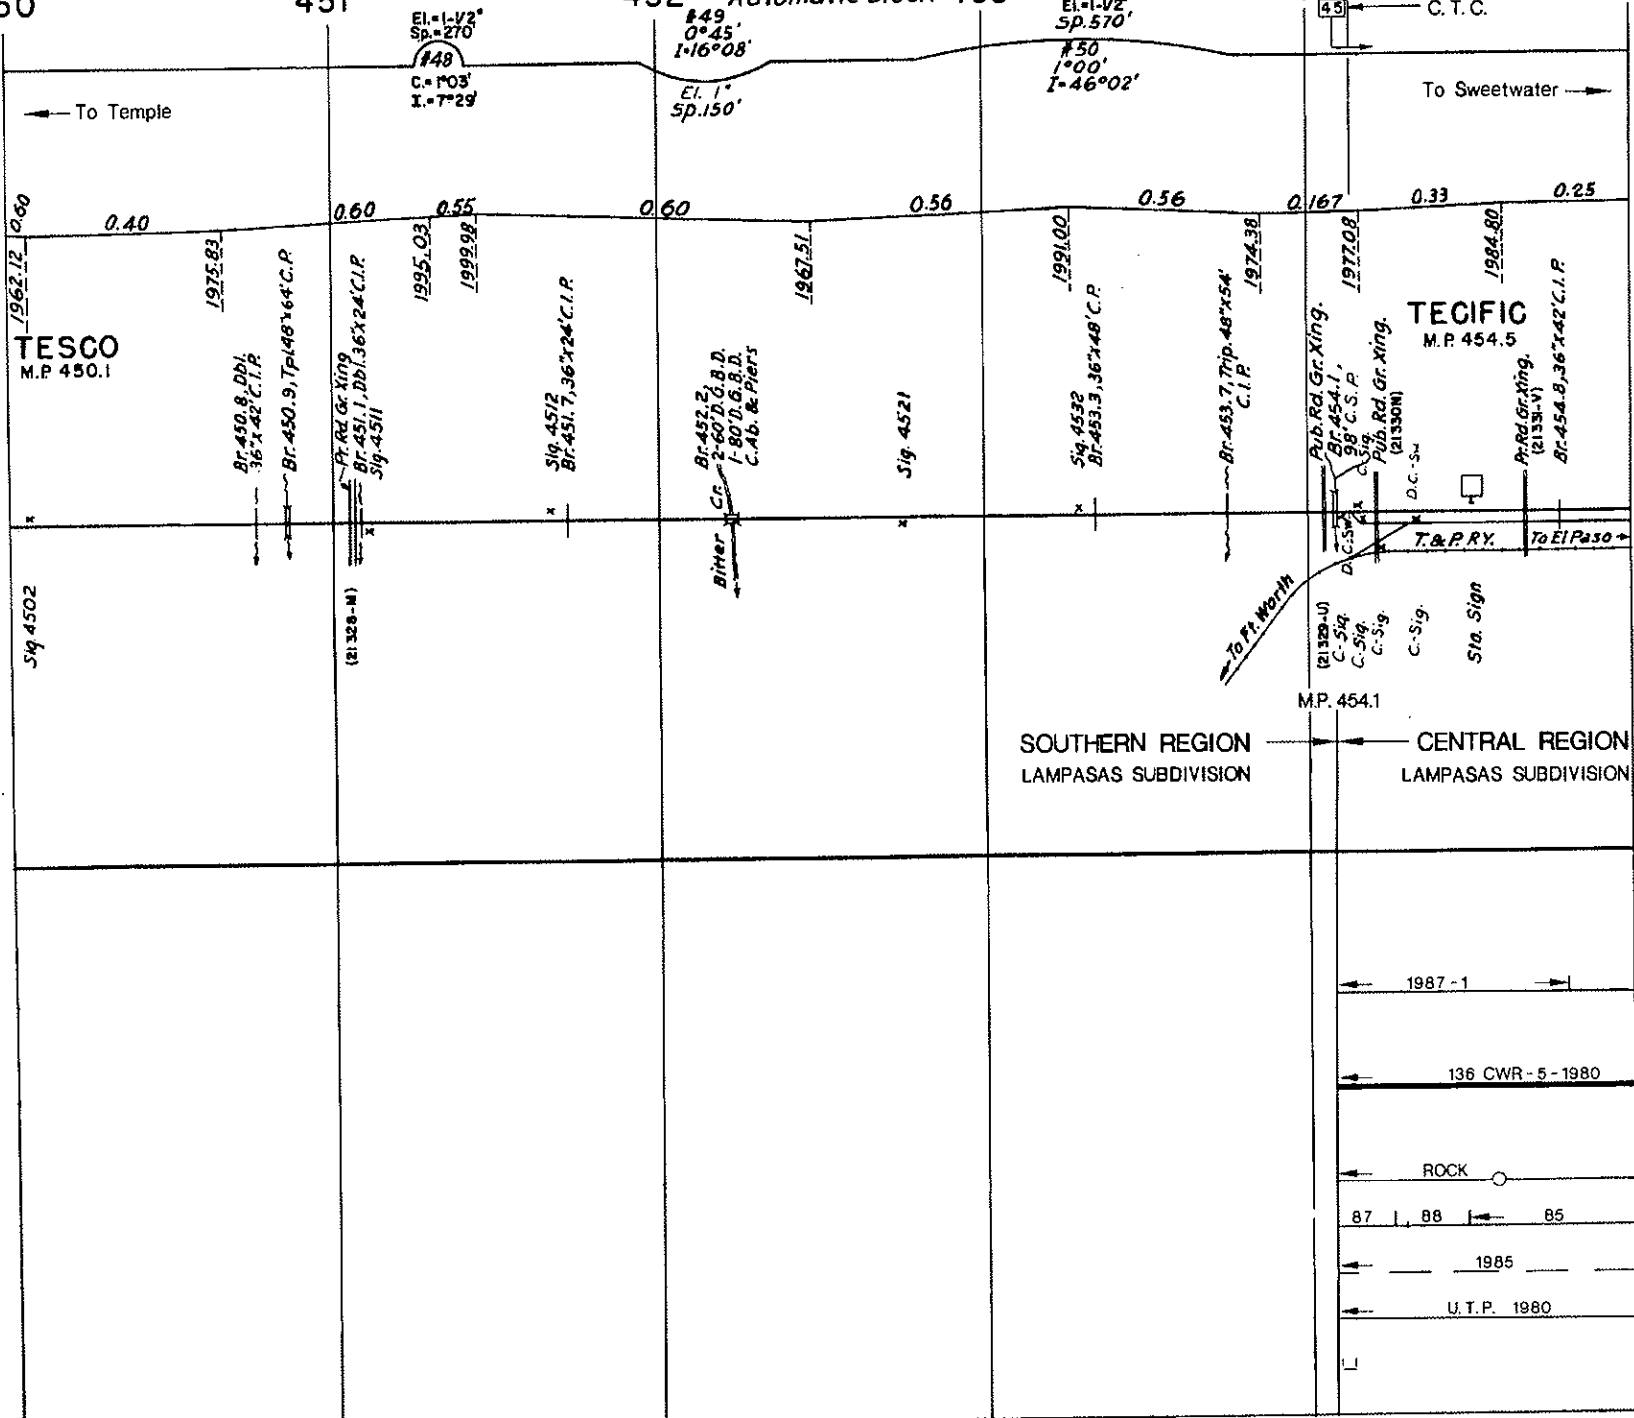 451
Automatic Block
El.=1-1/2"
Sp.=270'
#48
C.=1°03'
I.=7°29'
#49
0°45'
I=16°08'
El. 1"
Sp.150'
El=1-1/2"
Sp.570'
#50
1°00'
I=46°02'
45
C. T. C.
To Temple
To Sweetwater
0.60
0.40
0.60
0.55
0.60
0.56
0.56
0.167
0.33
0.25
1962.12
1975.83
1995.03
1999.98
1967.51
1991.00
1974.38
1977.08
1984.80
TESCO
M.P. 450.1
TECIFIC
M.P. 454.5
Br. 450.8, Dbl.
36"x 42' C.I.P.
Br. 450.9, Tpl.48"x64' C.P.
Pr. Rd. Gr. Xing
Br. 451.1, Dbl.36"x24' C.I.P.
Sig. 4511
Sig. 4512
Br. 451.7, 36"x24' C.I.P.
Br. 452.2,
2-60' D.G.B.D.
1-80' D.G.B.D.
C. Ab. & Piers
Bitter Cr.
Sig. 4521
Sig. 4532
Br. 453.3, 36"x48' C.P.
Br. 453.7, Trip. 48"x54'
C.I.P.
Pub. Rd. Gr. Xing.
Br. 454.1,
98' C.S.P.
C-Sig.
Pub. Rd. Gr. Xing.
(21330N)
D.C.-Sw
Pr. Rd. Gr. Xing.
(21331-V)
Br. 454.8, 36"x42' C.I.P.
D.C.-Sw
T. & P. RY.
To El Paso
To Ft. Worth
Sig. 4502
(21328-M)
(21329-U)
C-Sig.
C-Sig.
C-Sig.
C-Sig.
Sta. Sign
M.P. 454.1
SOUTHERN REGION
LAMPASAS SUBDIVISION
CENTRAL REGION
LAMPASAS SUBDIVISION
1987 - 1
136 CWR - 5 - 1980
ROCK
87
88
85
1985
U. T. P. 1980